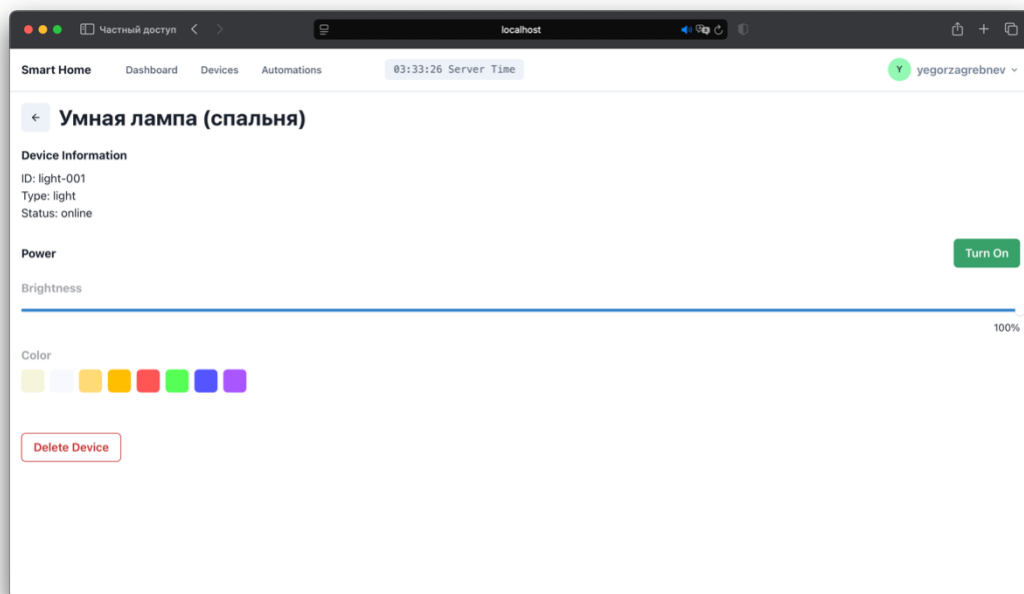 Частный доступ
localhost
Smart Home Dashboard Devices Automations 03:33:26 Server Time Y yegorzagrebnev
Умная лампа (спальня)
Device Information
ID: light-001
Type: light
Status: online
Power Turn On
Brightness
100%
Color
Delete Device